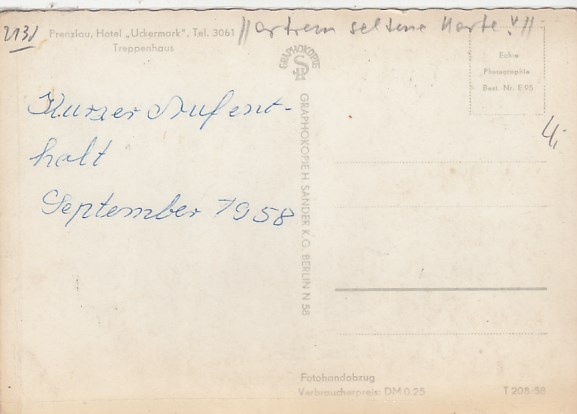 2131
Prenzlau, Hotel „Uckermark", Tel. 3061
Treppenhaus
//extrem seltene Karte!!//
GRAPHOKOPIE
Echte
Photographie
Best. Nr. E 95
4,-
Kurzer Aufent-
halt
September 1958
GRAPHOKOPIE H. SANDER K.G. BERLIN N 58
Fotohandabzug
Verbraucherpreis: DM 0.25
T 205/58